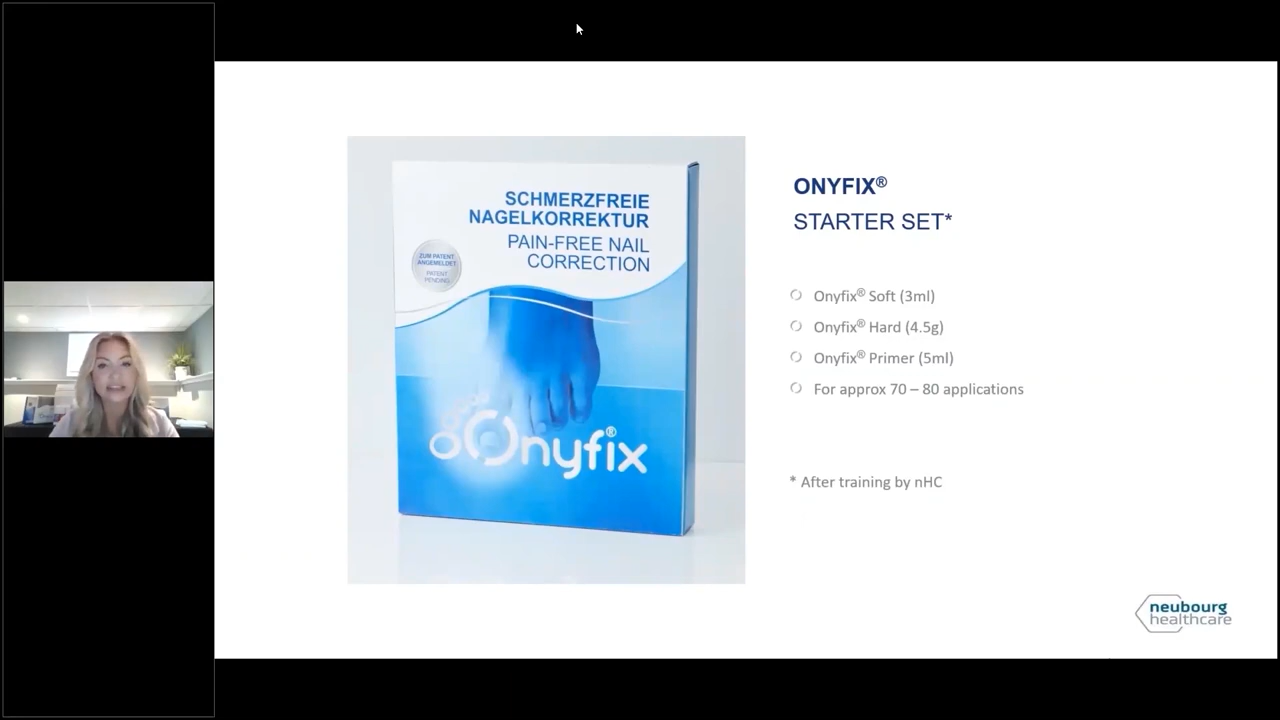 SCHMERZFREIE
NAGELKORREKTUR
PAIN-FREE NAIL
CORRECTION
ZUM PATENT
ANGEMELDET
PATENT
PENDING
Onyfix®
ONYFIX®
STARTER SET*
Onyfix® Soft (3ml)
Onyfix® Hard (4.5g)
Onyfix® Primer (5ml)
For approx 70 – 80 applications
* After training by nHC
neubourg
healthcare